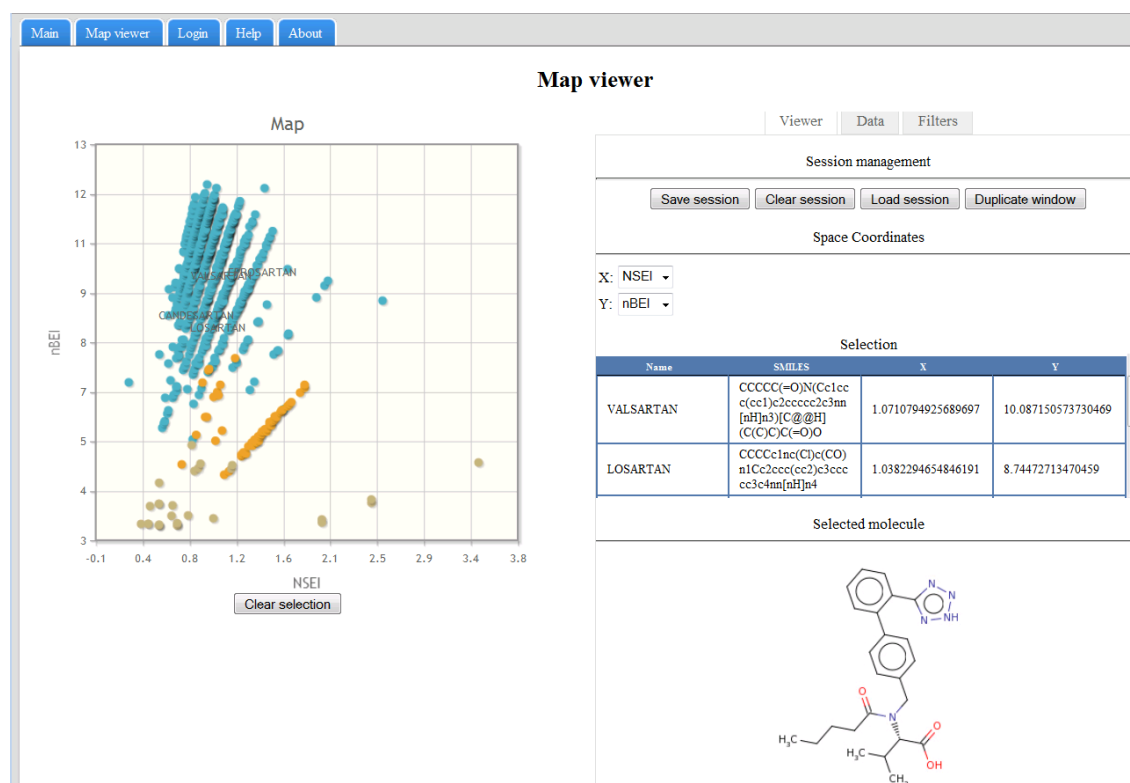 Main
Map viewer
Login
Help
About
Map viewer
Map
13
12
11
10
9
8
7
5
4
3
nBEI
-0.1
0.4
0.8
1.2
1.6
2.1
2.5
2.9
3.4
3.8
NSEI
VALSARTAN
EPROSARTAN
CANDESARTAN
LOSARTAN
Clear selection
Viewer
Data
Filters
Session management
Save session
Clear session
Load session
Duplicate window
Space Coordinates
X: NSEI
Y: nBEI
Selection
Name
SMILES
X
Y
VALSARTAN
CCCCC(=O)N(Cc1cc
c(cc1)c2ccccc2c3nn
[nH]n3)[C@@H]
(C(C)C)C(=O)O
1.0710794925689697
10.087150573730469
LOSARTAN
CCCCc1nc(Cl)c(CO)
n1Cc2ccc(cc2)c3ccc
cc3c4nn[nH]n4
1.0382294654846191
8.74472713470459
Selected molecule
N
N
N
NH
O
N
O
OH
H₃C
H₃C
CH₃